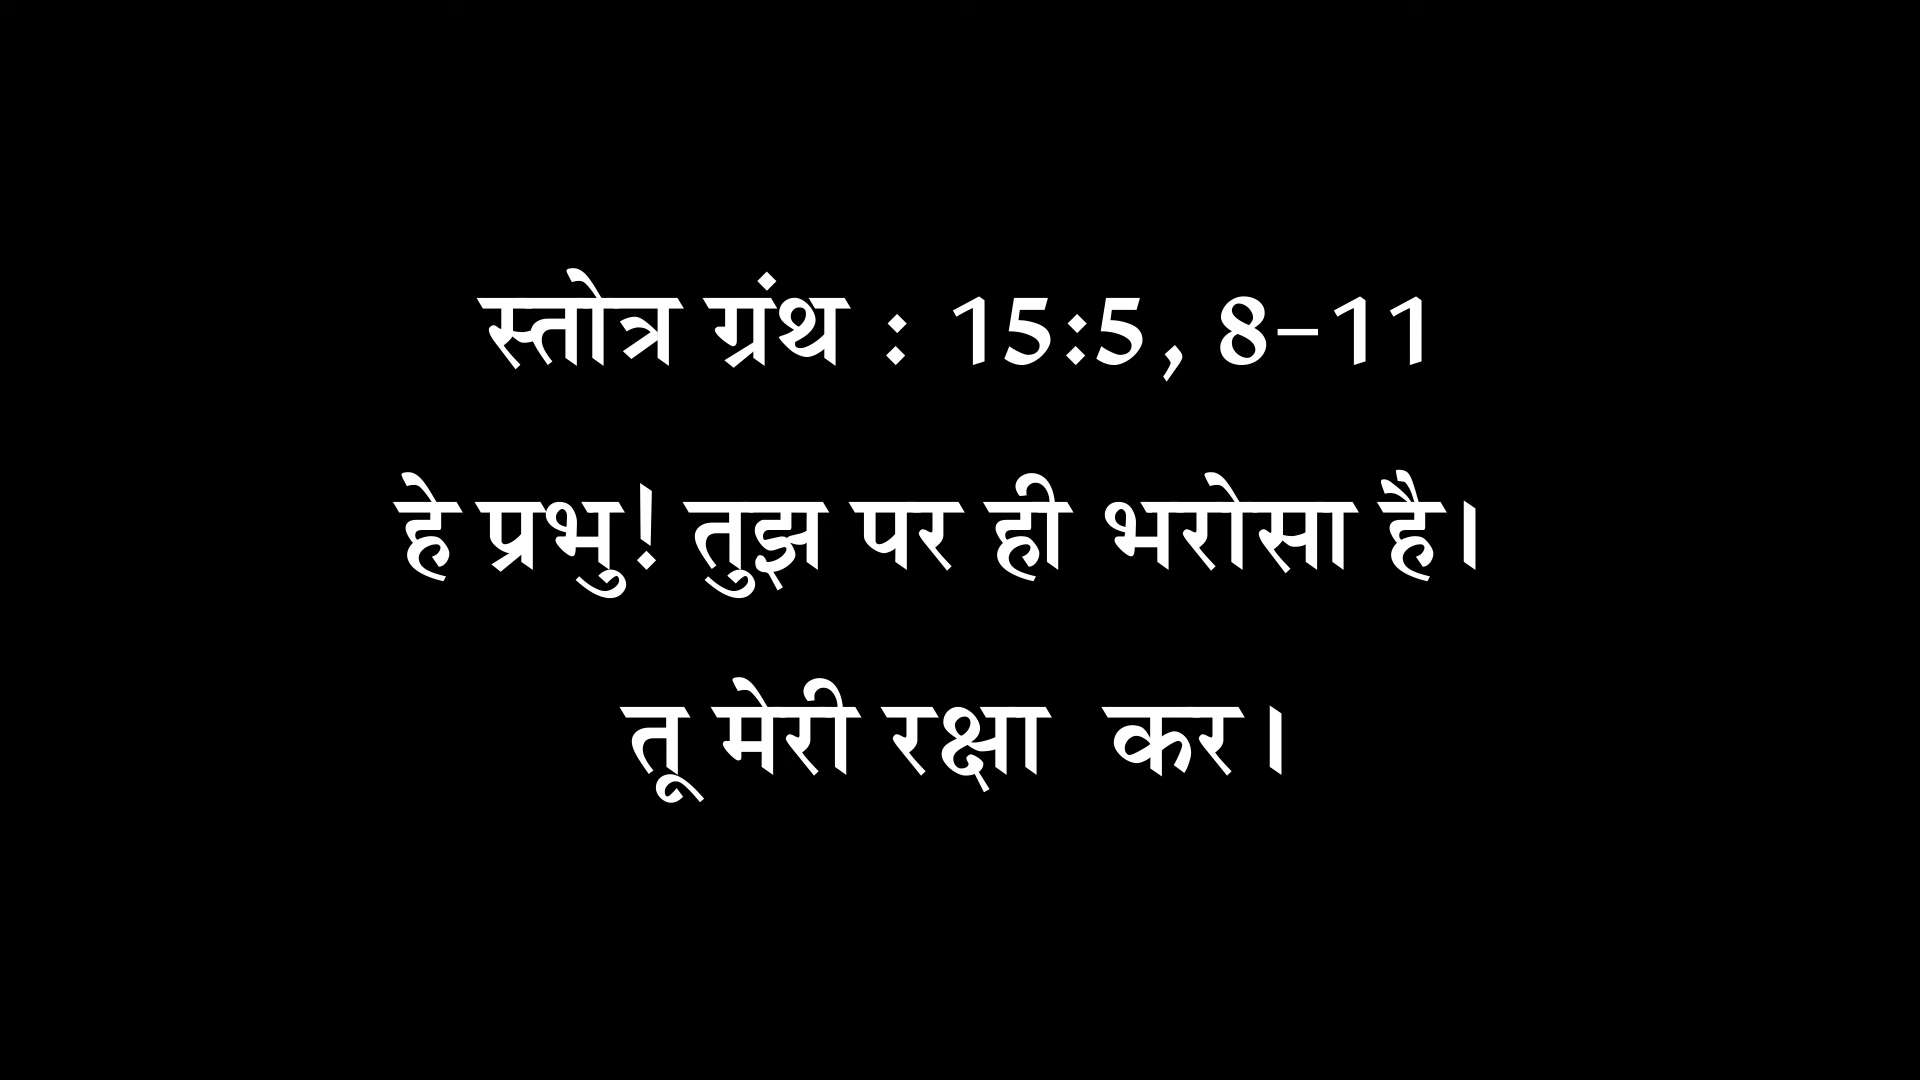 स्तोत्र ग्रंथ : 15:5, 8-11
हे प्रभु! तुझ पर ही भरोसा है।
तू मेरी रक्षा  कर।